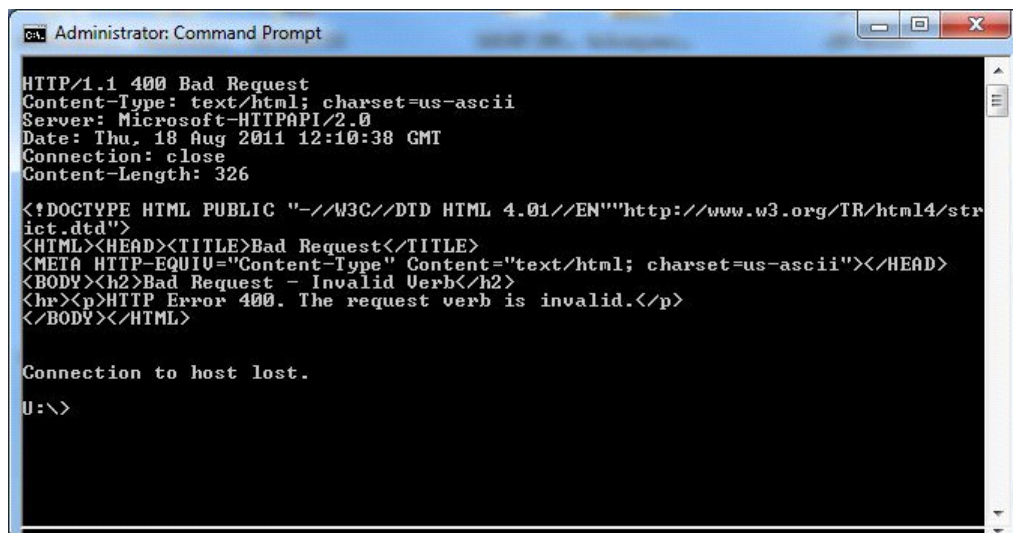 Administrator: Command Prompt
HTTP/1.1 400 Bad Request
Content-Type: text/html; charset=us-ascii
Server: Microsoft-HTTPAPI/2.0
Date: Thu, 18 Aug 2011 12:10:38 GMT
Connection: close
Content-Length: 326
<!DOCTYPE HTML PUBLIC "-//W3C//DTD HTML 4.01//EN""http://www.w3.org/TR/html4/str
ict.dtd">
<HTML><HEAD><TITLE>Bad Request</TITLE>
<META HTTP-EQUIV="Content-Type" Content="text/html; charset=us-ascii"></HEAD>
<BODY><h2>Bad Request - Invalid Verb</h2>
<hr><p>HTTP Error 400. The request verb is invalid.</p>
</BODY></HTML>
Connection to host lost.
U:\>